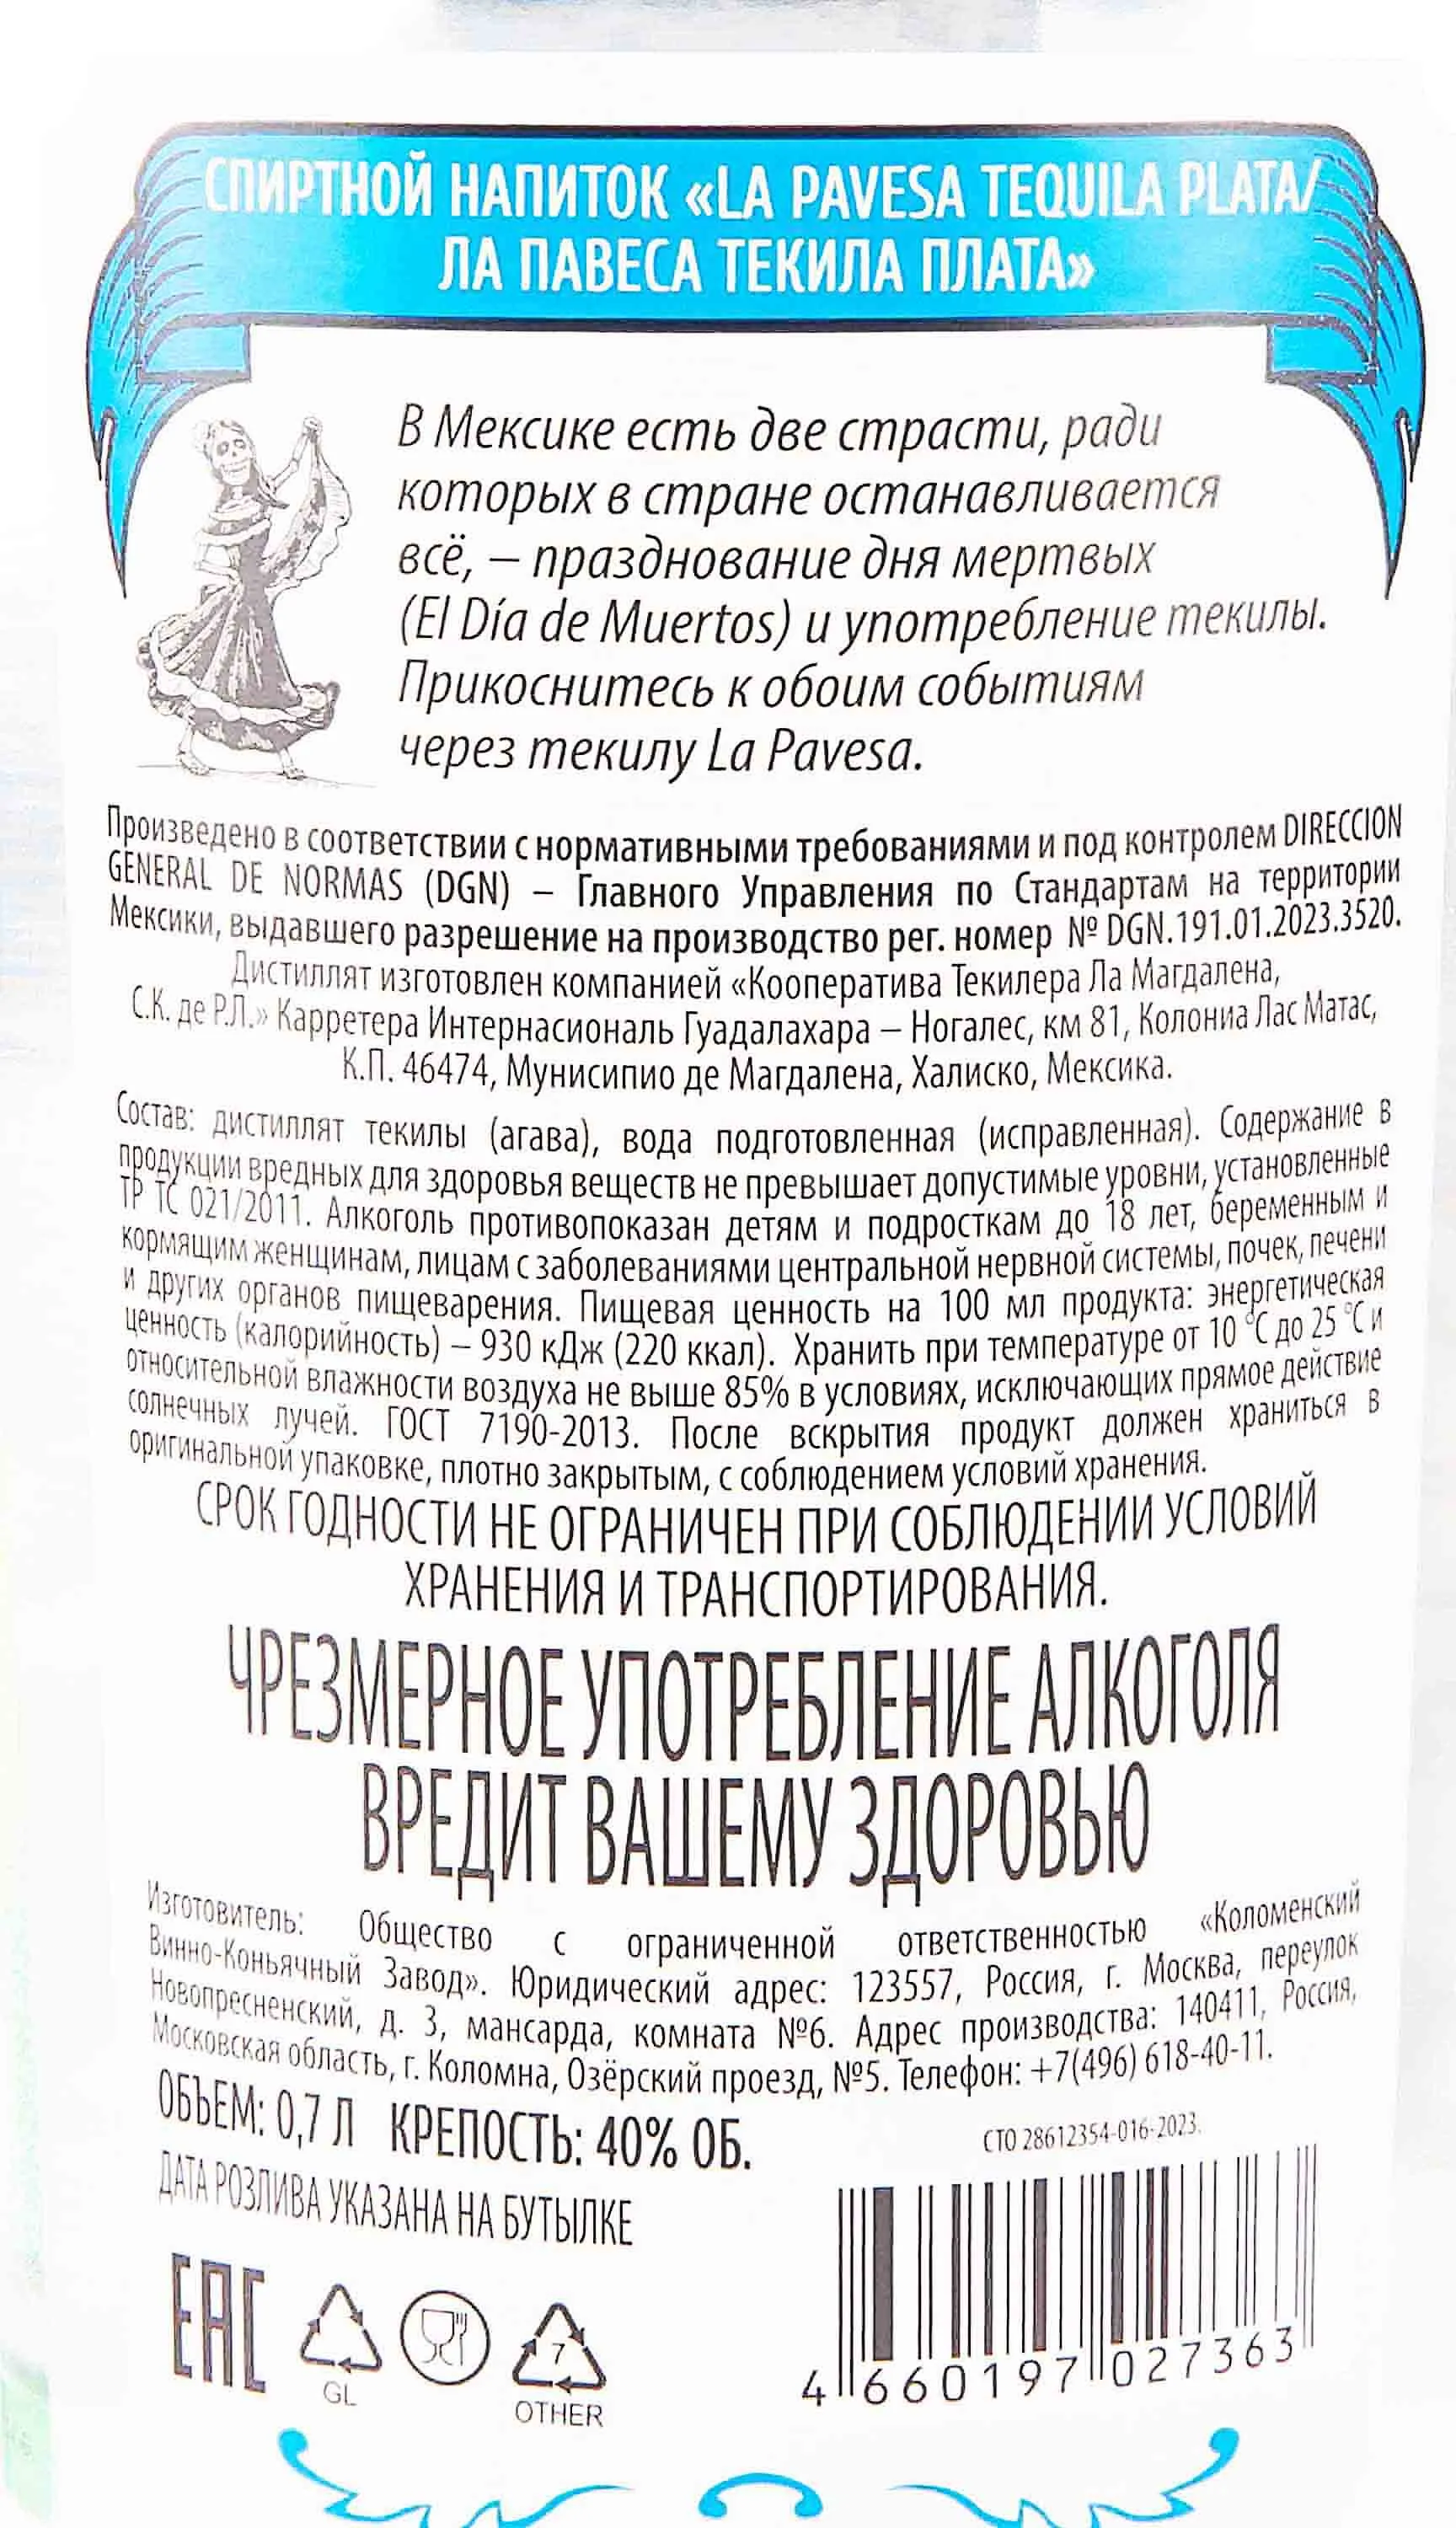 СПИРТНОЙ НАПИТОК «LA PAVESA TEQUILA PLATA/
ЛА ПАВЕСА ТЕКИЛА ПЛАТА»
В Мексике есть две страсти, ради
которых в стране останавливается
всё, – празднование дня мертвых
(El Día de Muertos) и употребление текилы.
Прикоснитесь к обоим событиям
через текилу La Pavesa.
Произведено в соответствии с нормативными требованиями и под контролем DIRECCION
GENERAL DE NORMAS (DGN) – Главного Управления по Стандартам на территории
Мексики, выдавшего разрешение на производство рег. номер № DGN.191.01.2023.3520.
Дистиллят изготовлен компанией «Кооператива Текилера Ла Магдалена,
С.К. де Р.Л.» Карретера Интернасиональ Гуадалахара – Ногалес, км 81, Колониа Лас Матас,
К.П. 46474, Мунисипио де Магдалена, Халиско, Мексика.
Состав: дистиллят текилы (агава), вода подготовленная (исправленная). Содержание в
продукции вредных для здоровья веществ не превышает допустимые уровни, установленные
ТР ТС 021/2011. Алкоголь противопоказан детям и подросткам до 18 лет, беременным и
кормящим женщинам, лицам с заболеваниями центральной нервной системы, почек, печени
и других органов пищеварения. Пищевая ценность на 100 мл продукта: энергетическая
ценность (калорийность) – 930 кДж (220 ккал). Хранить при температуре от 10 °С до 25 °С и
относительной влажности воздуха не выше 85% в условиях, исключающих прямое действие
солнечных лучей. ГОСТ 7190-2013. После вскрытия продукт должен храниться в
оригинальной упаковке, плотно закрытым, с соблюдением условий хранения.
СРОК ГОДНОСТИ НЕ ОГРАНИЧЕН ПРИ СОБЛЮДЕНИИ УСЛОВИЙ
ХРАНЕНИЯ И ТРАНСПОРТИРОВАНИЯ.
ЧРЕЗМЕРНОЕ УПОТРЕБЛЕНИЕ АЛКОГОЛЯ
ВРЕДИТ ВАШЕМУ ЗДОРОВЬЮ
Изготовитель: Общество с ограниченной ответственностью «Коломенский
Винно-Коньячный Завод». Юридический адрес: 123557, Россия, г. Москва, переулок
Новопресненский, д. 3, мансарда, комната №6. Адрес производства: 140411, Россия,
Московская область, г. Коломна, Озёрский проезд, №5. Телефон: +7(496) 618-40-11.
ОБЪЕМ: 0,7 Л КРЕПОСТЬ: 40% ОБ.
СТО 28612354-016-2023.
ДАТА РОЗЛИВА УКАЗАНА НА БУТЫЛКЕ
EAC
GL
7
OTHER
4 660197 027363